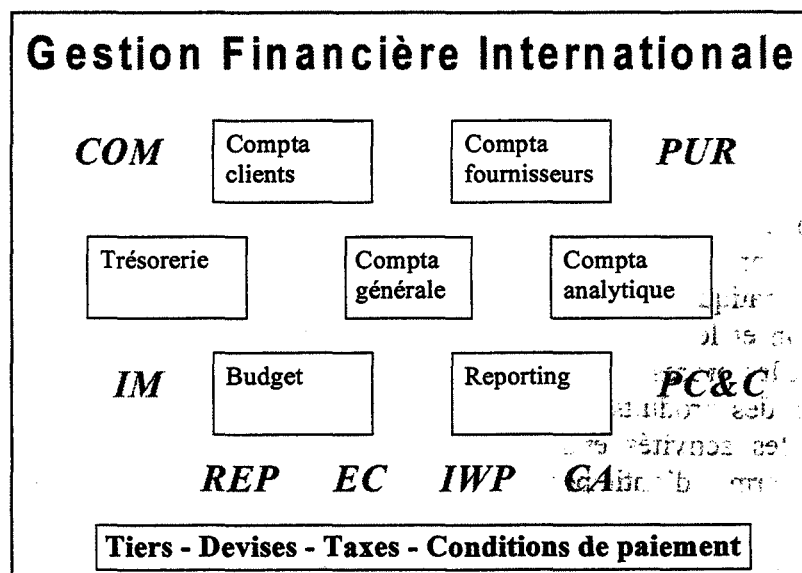 Gestion Financière Internationale
COM
Compta
clients
Compta
fournisseurs
PUR
Trésorerie
Compta
générale
Compta
analytique
IM
Budget
Reporting
PC&C
REP EC IWP CA
Tiers - Devises - Taxes - Conditions de paiement